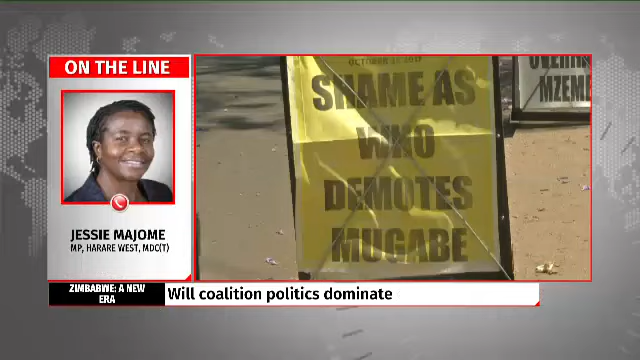 ON THE LINE
JESSIE MAJOME
MP, HARARE WEST, MDC(T)
SHAME AS
WHO
DEMOTES
MUGABE
MZEME
ZIMBABWE: A NEW
ERA
Will coalition politics dominate